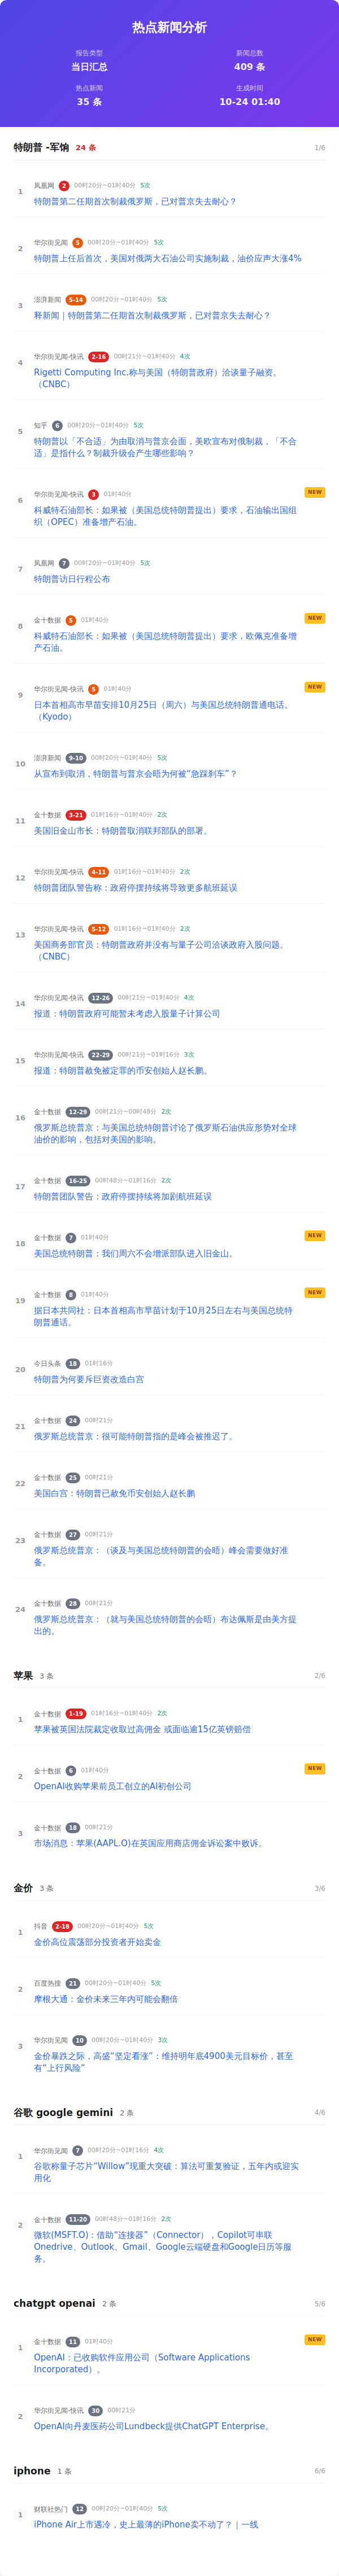 热点新闻分析
报告类型
新闻总数
当日汇总
409 条
热点新闻
生成时间
35 条
10-24 01:40
特朗普 -军饷 24 条 1/6
1
凤凰网 2 00时20分~01时40分 5次
特朗普第二任期首次制裁俄罗斯，已对普京失去耐心？
2
华尔街见闻 5 00时20分~01时40分 5次
特朗普上任后首次，美国对俄两大石油公司实施制裁，油价应声大涨4%
3
澎湃新闻 5-14 00时20分~01时40分 5次
释新闻｜特朗普第二任期首次制裁俄罗斯，已对普京失去耐心？
4
华尔街见闻-快讯 2-16 00时21分~01时40分 4次
Rigetti Computing Inc.称与美国（特朗普政府）洽谈量子融资。
（CNBC）
5
知乎 6 00时20分~01时40分 5次
特朗普以「不合适」为由取消与普京会面，美欧宣布对俄制裁，「不合
适」是指什么？制裁升级会产生哪些影响？
6
华尔街见闻-快讯 3 01时40分
NEW
科威特石油部长：如果被（美国总统特朗普提出）要求，石油输出国组
织（OPEC）准备增产石油。
7
凤凰网 7 00时20分~01时40分 5次
特朗普访日行程公布
8
金十数据 5 01时40分
NEW
科威特石油部长：如果被（美国总统特朗普提出）要求，欧佩克准备增
产石油。
9
华尔街见闻-快讯 5 01时40分
NEW
日本首相高市早苗安排10月25日（周六）与美国总统特朗普通电话。
（Kyodo）
10
澎湃新闻 9-10 00时20分~01时40分 5次
从宣布到取消，特朗普与普京会晤为何被“急踩刹车”？
11
金十数据 3-21 01时16分~01时40分 2次
美国旧金山市长：特朗普取消联邦部队的部署。
12
华尔街见闻-快讯 4-11 01时16分~01时40分 2次
特朗普团队警告称：政府停摆持续将导致更多航班延误
13
华尔街见闻-快讯 5-12 01时16分~01时40分 2次
美国商务部官员：特朗普政府并没有与量子公司洽谈政府入股问题。
（CNBC）
14
华尔街见闻-快讯 12-26 00时21分~01时40分 4次
报道：特朗普政府可能暂未考虑入股量子计算公司
15
华尔街见闻-快讯 22-29 00时21分~01时16分 3次
报道：特朗普赦免被定罪的币安创始人赵长鹏。
16
金十数据 12-29 00时21分~00时48分 2次
俄罗斯总统普京：与美国总统特朗普讨论了俄罗斯石油供应形势对全球
油价的影响，包括对美国的影响。
17
金十数据 16-25 00时48分~01时16分 2次
特朗普团队警告：政府停摆持续将加剧航班延误
18
金十数据 7 01时40分
NEW
美国总统特朗普：我们周六不会增派部队进入旧金山。
19
金十数据 8 01时40分
NEW
据日本共同社：日本首相高市早苗计划于10月25日左右与美国总统特
朗普通话。
20
今日头条 18 01时16分
特朗普为何要斥巨资改造白宫
21
金十数据 24 00时21分
俄罗斯总统普京：很可能特朗普指的是峰会被推迟了。
22
金十数据 25 00时21分
美国白宫：特朗普已赦免币安创始人赵长鹏
23
金十数据 27 00时21分
俄罗斯总统普京：（谈及与美国总统特朗普的会晤）峰会需要做好准
备。
24
金十数据 28 00时21分
俄罗斯总统普京：（就与美国总统特朗普的会晤）布达佩斯是由美方提
出的。
苹果 3 条 2/6
1
金十数据 1-19 01时16分~01时40分 2次
苹果被英国法院裁定收取过高佣金 或面临逾15亿英镑赔偿
2
金十数据 6 01时40分
NEW
OpenAI收购苹果前员工创立的AI初创公司
3
金十数据 18 00时21分
市场消息：苹果(AAPL.O)在英国应用商店佣金诉讼案中败诉。
金价 3 条 3/6
1
抖音 2-18 00时20分~01时40分 5次
金价高位震荡部分投资者开始卖金
2
百度热搜 21 00时20分~01时40分 5次
摩根大通：金价未来三年内可能会翻倍
3
华尔街见闻 10 00时20分~01时40分 3次
金价暴跌之际，高盛“坚定看涨”：维持明年底4900美元目标价，甚至
有“上行风险”
谷歌 google gemini 2 条 4/6
1
华尔街见闻 7 00时20分~01时16分 4次
谷歌称量子芯片“Willow”现重大突破：算法可重复验证，五年内或迎实
用化
2
金十数据 11-20 00时48分~01时16分 2次
微软(MSFT.O)：借助“连接器”（Connector），Copilot可串联
Onedrive、Outlook、Gmail、Google云端硬盘和Google日历等服
务。
chatgpt openai 2 条 5/6
1
金十数据 11 01时40分
NEW
OpenAI：已收购软件应用公司（Software Applications
Incorporated）。
2
华尔街见闻-快讯 30 00时21分
OpenAI向丹麦医药公司Lundbeck提供ChatGPT Enterprise。
iphone 1 条 6/6
1
财联社热门 12 00时20分~01时40分 5次
iPhone Air上市遇冷，史上最薄的iPhone卖不动了？｜一线